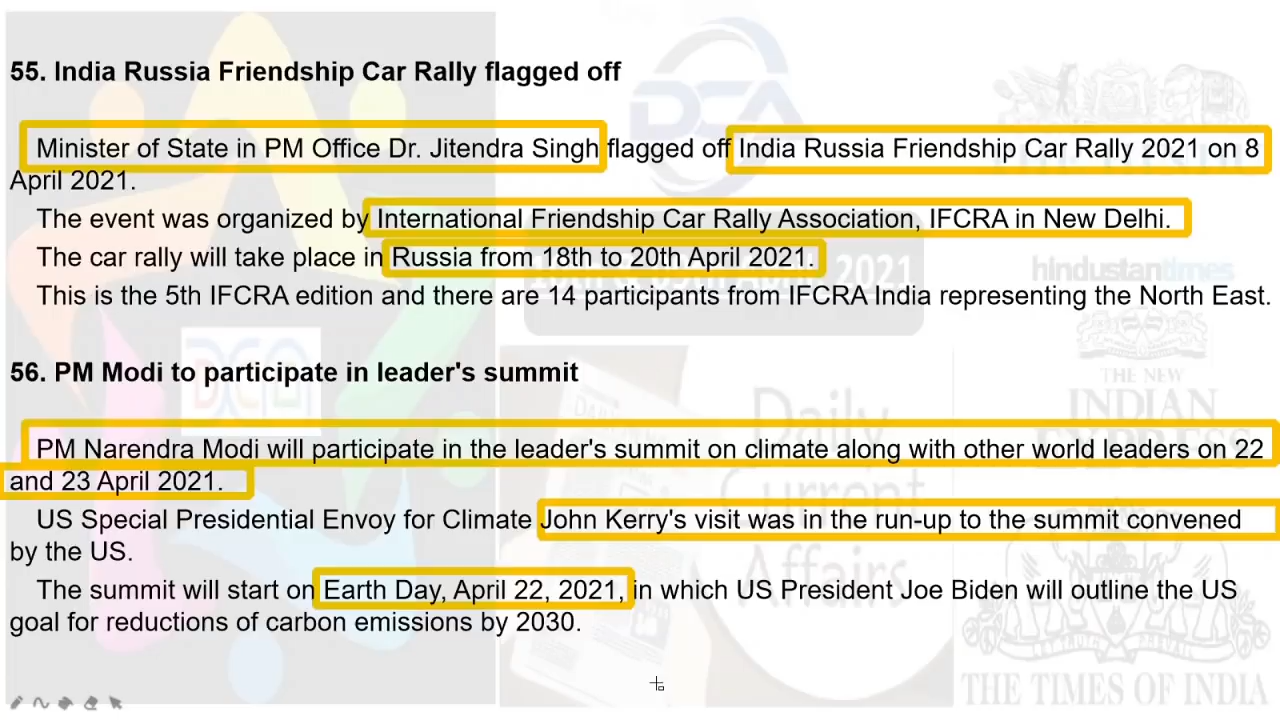 55. India Russia Friendship Car Rally flagged off
Minister of State in PM Office Dr. Jitendra Singh flagged off India Russia Friendship Car Rally 2021 on 8
April 2021.
The event was organized by International Friendship Car Rally Association, IFCRA in New Delhi.
The car rally will take place in Russia from 18th to 20th April 2021.
This is the 5th IFCRA edition and there are 14 participants from IFCRA India representing the North East.
56. PM Modi to participate in leader's summit
PM Narendra Modi will participate in the leader's summit on climate along with other world leaders on 22
and 23 April 2021.
US Special Presidential Envoy for Climate John Kerry's visit was in the run-up to the summit convened
by the US.
The summit will start on Earth Day, April 22, 2021, in which US President Joe Biden will outline the US
goal for reductions of carbon emissions by 2030.
DCA
hindustantimes
THE NEW
INDIAN
EXPRESS
Daily
Current
Affairs
THE TIMES OF INDIA